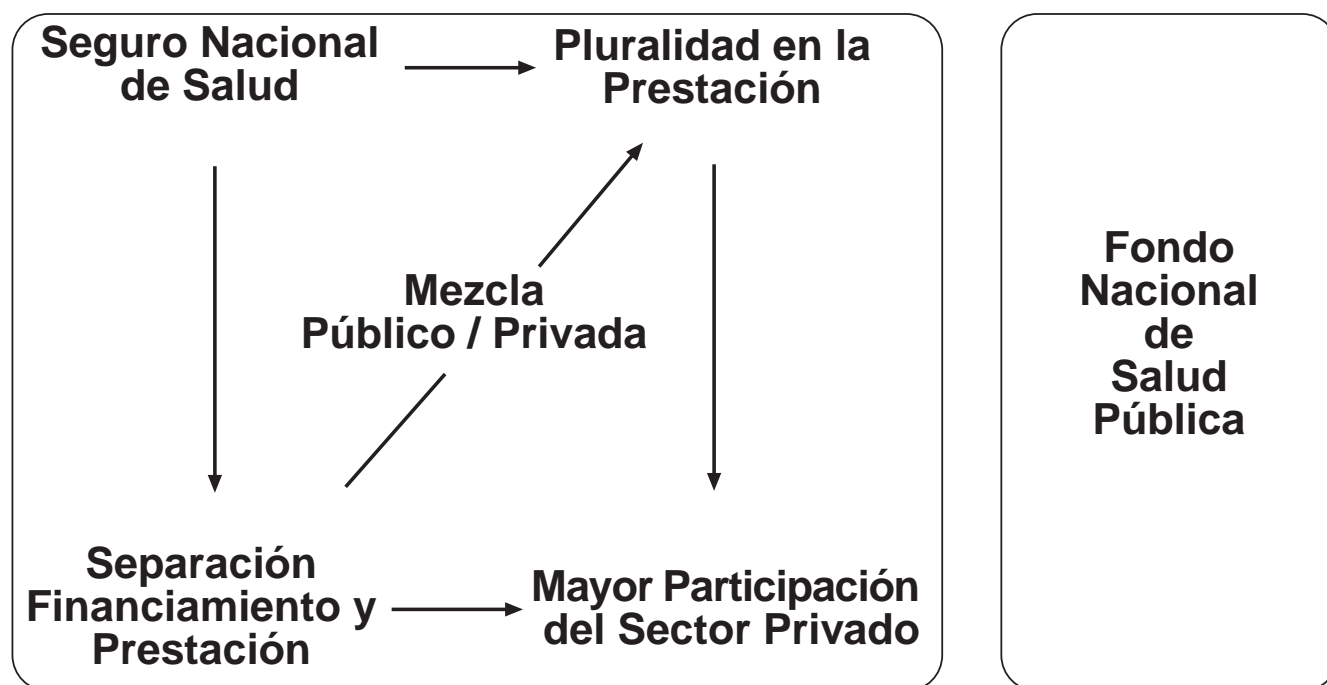 Seguro Nacional
de Salud
Pluralidad en la
Prestación
Mezcla
Público / Privada
Separación
Financiamiento y
Prestación
Mayor Participación
del Sector Privado
Fondo
Nacional
de
Salud
Pública